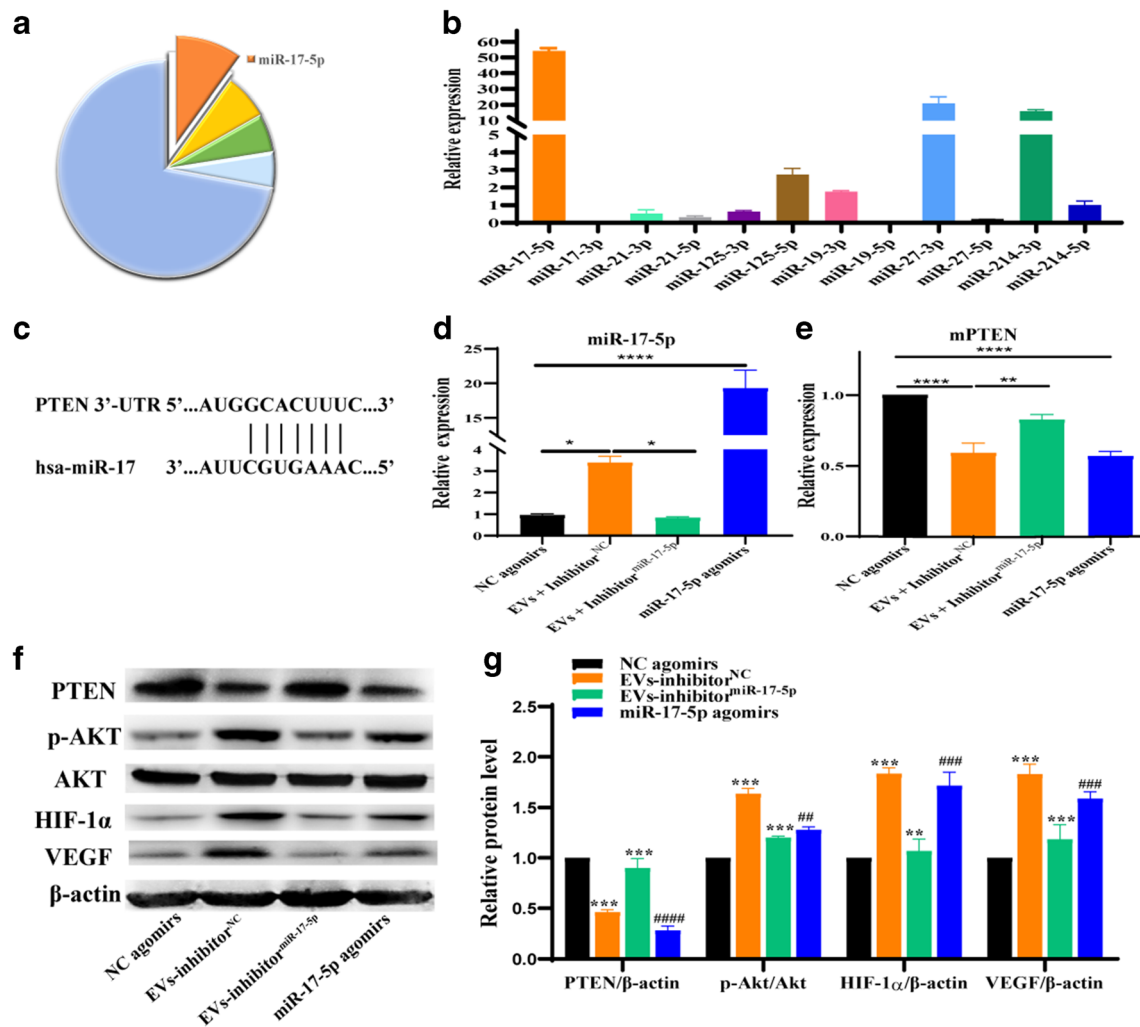 a
miR-17-5p
b
Relative expression
60
50
40
30
20
10
5
4
3
2
1
0
miR-17-5p
miR-17-3p
miR-21-3p
miR-21-5p
miR-125-3p
miR-125-5p
miR-19-3p
miR-19-5p
miR-27-3p
miR-27-5p
miR-214-3p
miR-214-5p
c
PTEN 3’-UTR 5’...AUGGCACUUUC...3’
hsa-miR-17 3’...AUUCGUGAAAC...5’
d
miR-17-5p
Relative expression
25
20
15
10
4
3
2
1
0
****
* *
NC agomirs
EVs + Inhibitor^NC
EVs + Inhibitor^miR-17-5p
miR-17-5p agomirs
e
mPTEN
Relative expression
1.0
0.5
0.0
****
**** **
NC agomirs
EVs + Inhibitor^NC
EVs + Inhibitor^miR-17-5p
miR-17-5p agomirs
f
PTEN
p-AKT
AKT
HIF-1α
VEGF
β-actin
NC agomirs
EVs-inhibitor^NC
EVs-inhibitor^miR-17-5p
miR-17-5p agomirs
g
NC agomirs
EVs-inhibitor^NC
EVs-inhibitor^miR-17-5p
miR-17-5p agomirs
Relative protein level
2.5
2.0
1.5
1.0
0.5
0.0
*** *** #### 
*** *** ##
*** ** ###
*** *** ###
PTEN/β-actin p-Akt/Akt HIF-1α/β-actin VEGF/β-actin